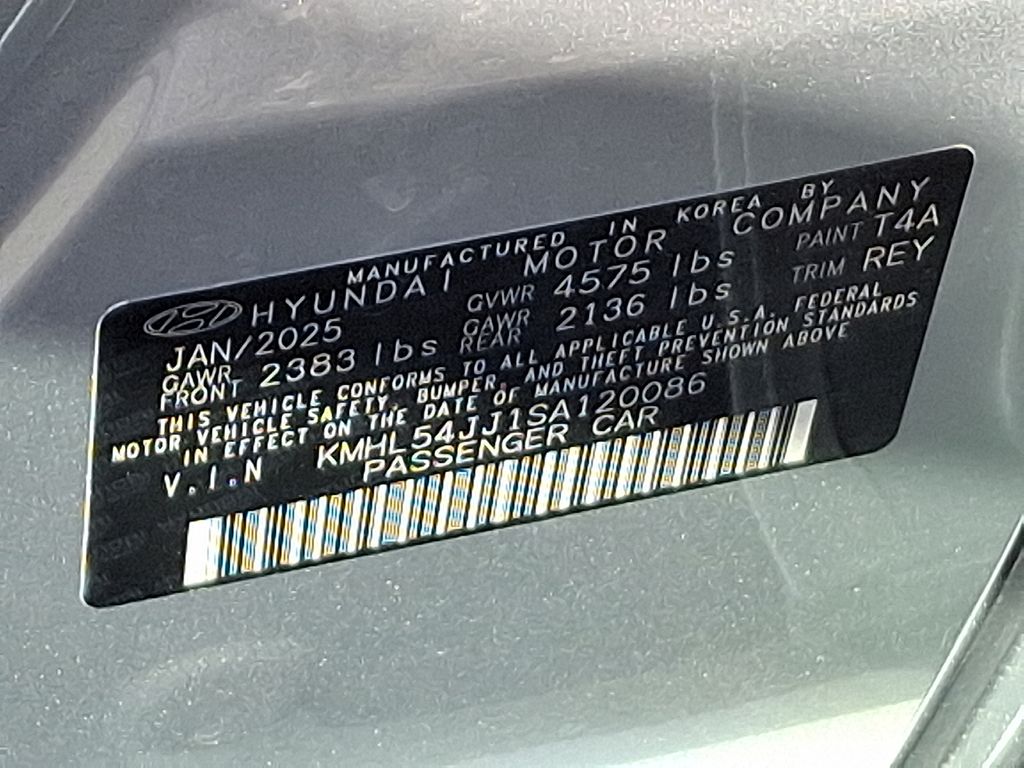 MANUFACTURED IN KOREA BY
HYUNDAI MOTOR COMPANY
JAN/2025 GVWR 4575 lbs PAINT T4A
GAWR FRONT 2383 lbs GAWR REAR 2136 lbs TRIM REY
THIS VEHICLE CONFORMS TO ALL APPLICABLE U.S.A. FEDERAL
MOTOR VEHICLE SAFETY, BUMPER, AND THEFT PREVENTION STANDARDS
IN EFFECT ON THE DATE OF MANUFACTURE SHOWN ABOVE
V.I.N KMHL54JJ1SA120086
PASSENGER CAR